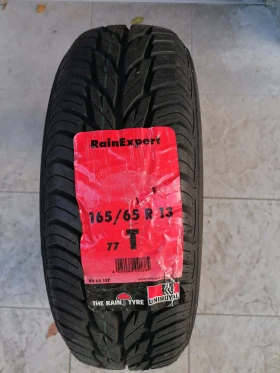 RainExpert
165/65 R 13
77 T
THE RAIN TYRE
UNIROYAL